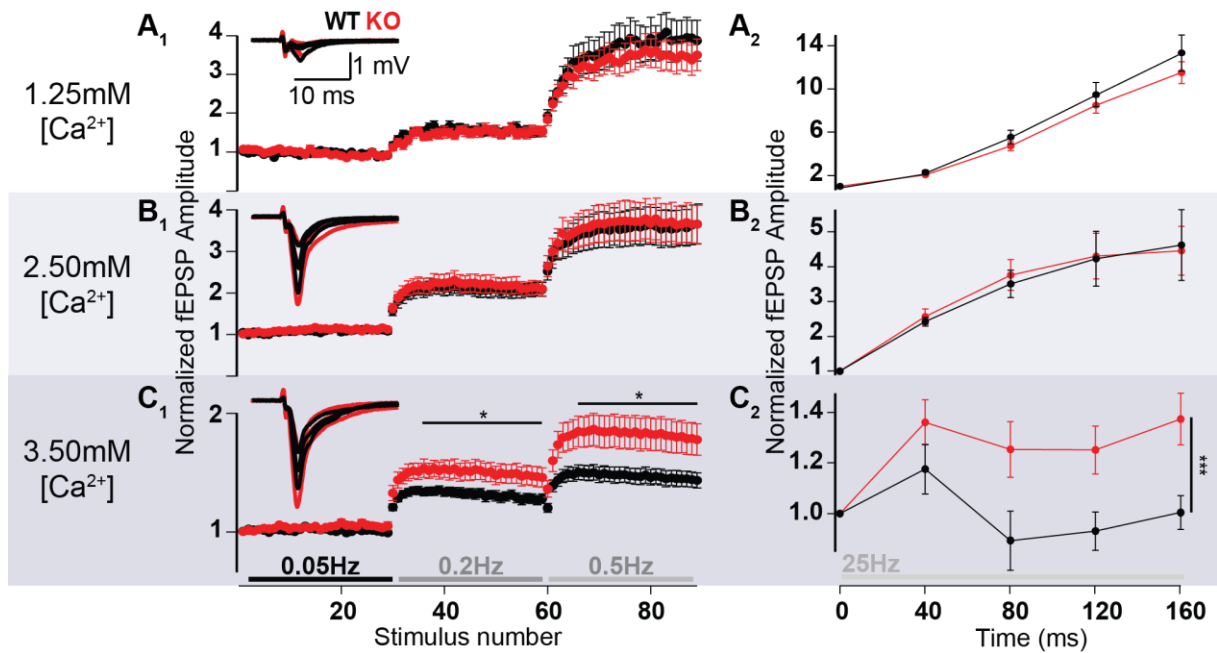 A1
WT KO
1 mV
10 ms
4
3
2
1
1.25mM
[Ca2+]
Normalized fEPSP Amplitude
A2
14
10
6
2
Normalized fEPSP Amplitude
B1
4
3
2
1
2.50mM
[Ca2+]
B2
5
4
3
2
1
C1
2
1
*
*
3.50mM
[Ca2+]
0.05Hz
0.2Hz
0.5Hz
20
40
60
80
Stimulus number
C2
1.4
1.2
1.0
***
25Hz
0
40
80
120
160
Time (ms)